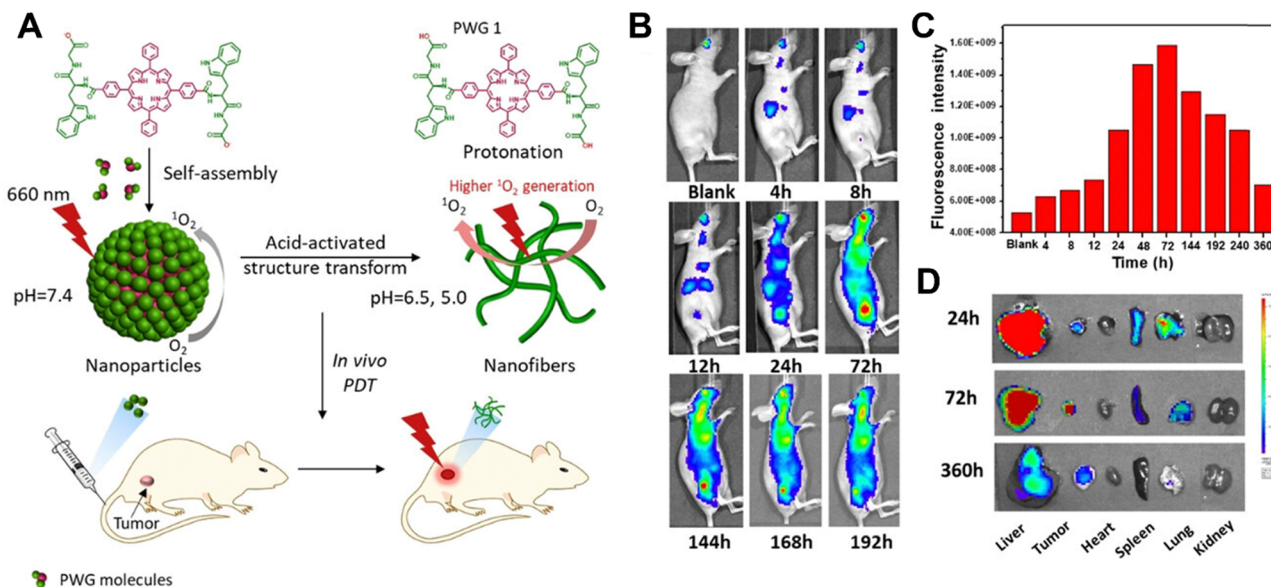 A
PWG 1
Protonation
Self-assembly
660 nm
¹O₂
pH=7.4
O₂
Nanoparticles
Acid-activated
structure transform
Higher ¹O₂ generation
¹O₂
O₂
pH=6.5, 5.0
Nanofibers
In vivo
PDT
Tumor
PWG molecules
B
Blank 4h 8h
12h 24h 72h
144h 168h 192h
C
Fluorescence intensity
1.60E+009
1.40E+009
1.20E+009
1.00E+009
8.00E+008
6.00E+008
4.00E+008
Blank 4 8 12 24 48 72 144 192 240 360
Time (h)
D
24h
72h
360h
Liver Tumor Heart Spleen Lung Kidney